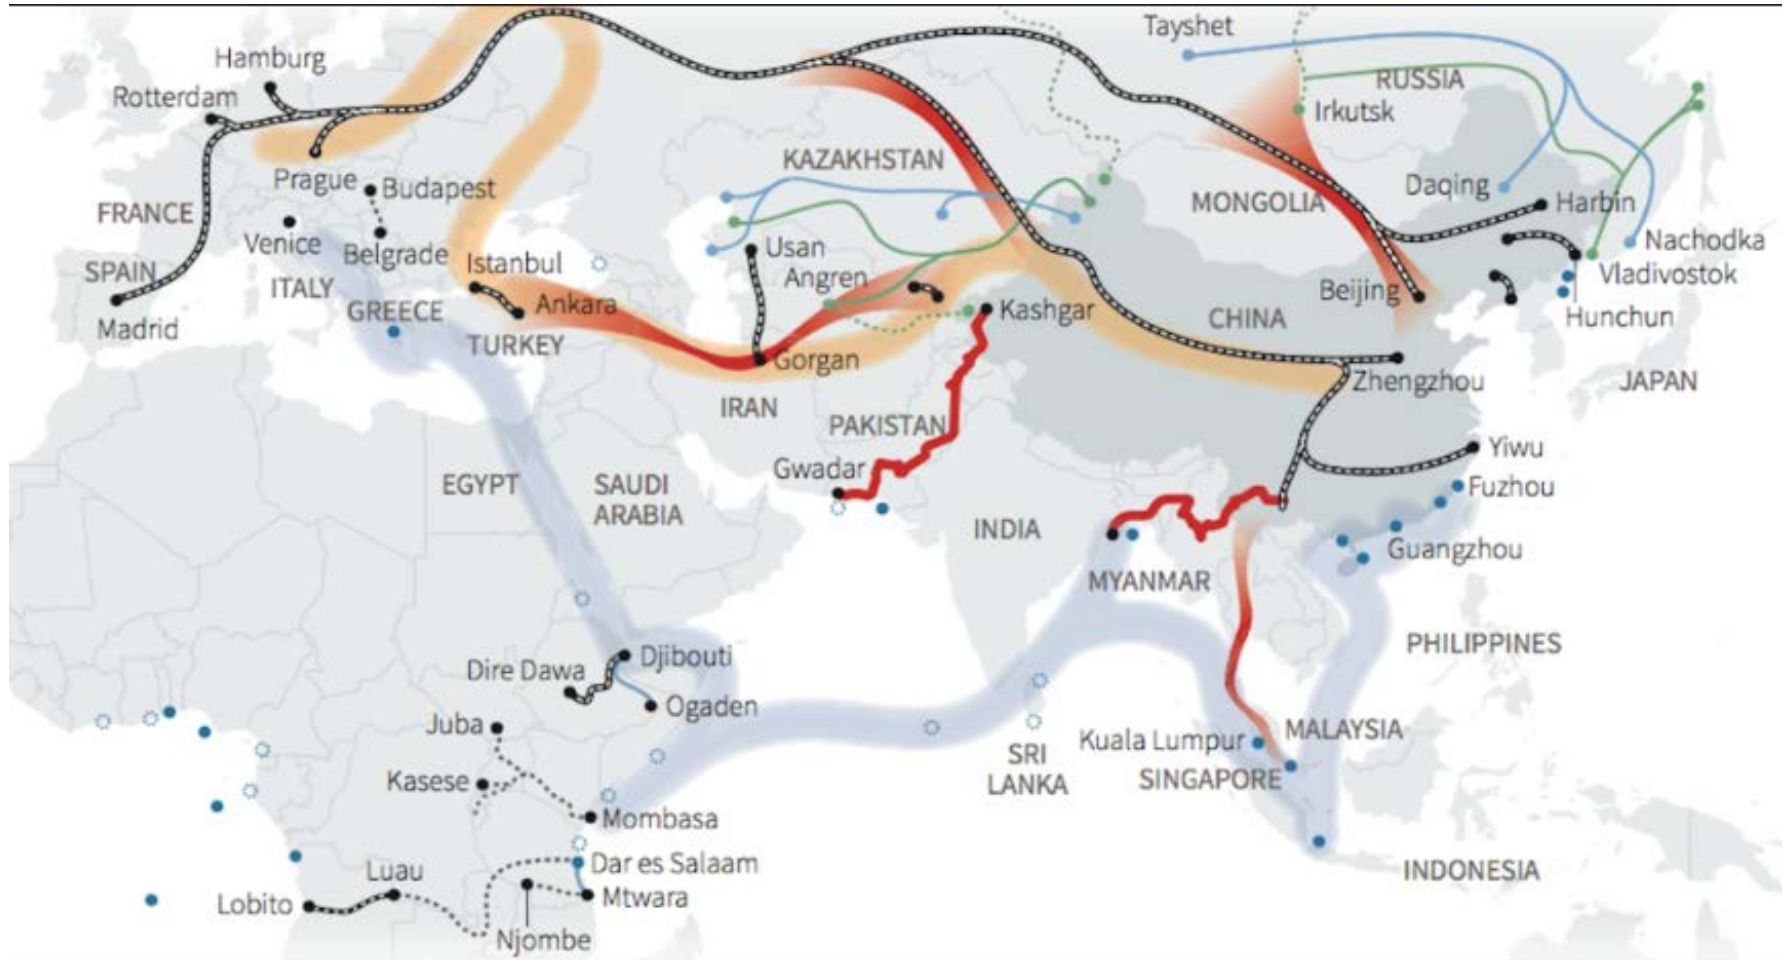 Tayshet
Hamburg
Rotterdam
RUSSIA
Irkutsk
KAZAKHSTAN
Prague
Budapest
Daqing
Harbin
FRANCE
MONGOLIA
Venice
Belgrade
Usan
Nachodka
SPAIN
ITALY
Istanbul
Angren
Vladivostok
Beijing
GREECE
Ankara
Kashgar
CHINA
Hunchun
Madrid
TURKEY
Gorgan
Zhengzhou
JAPAN
IRAN
PAKISTAN
Yiwu
Gwadar
EGYPT
SAUDI
ARABIA
Fuzhou
INDIA
Guangzhou
MYANMAR
PHILIPPINES
Djibouti
Dire Dawa
Ogaden
Juba
MALAYSIA
Kuala Lumpur
SRI
LANKA
SINGAPORE
Kasese
Mombasa
Dar es Salaam
Luau
INDONESIA
Lobito
Mtwara
Njombe